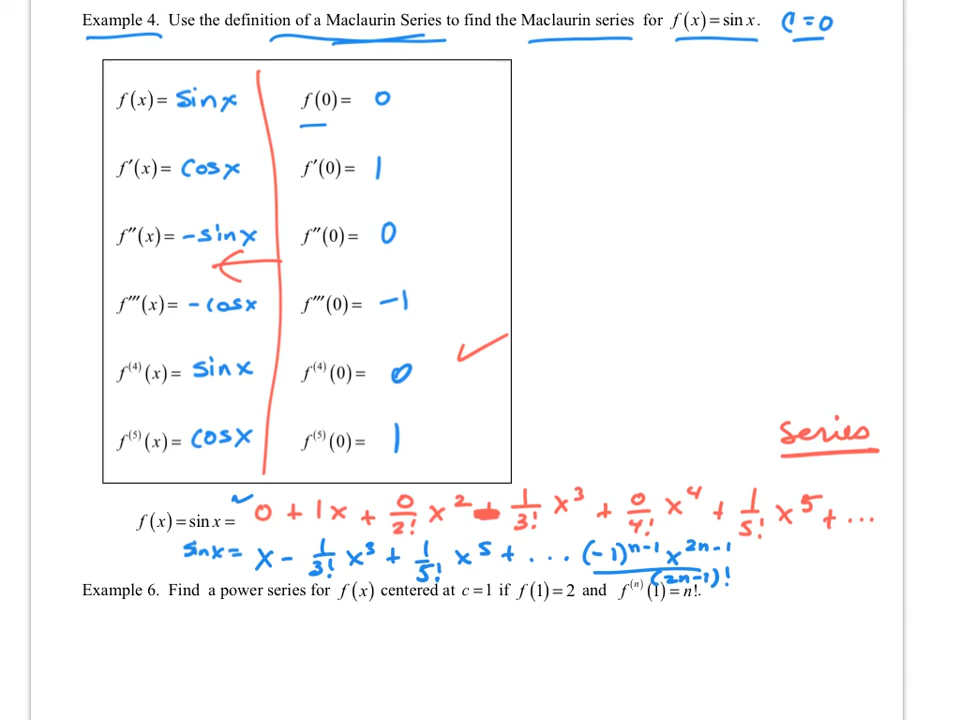 Example 4. Use the definition of a Maclaurin Series to find the Maclaurin series for f(x) = sin x. C = 0
f(x) = sinx f(0) = 0
f′(x) = cosx f′(0) = 1
f″(x) = -sinx f″(0) = 0
f‴(x) = -cosx f‴(0) = -1
f⁽⁴⁾(x) = sinx f⁽⁴⁾(0) = 0
f⁽⁵⁾(x) = cosx f⁽⁵⁾(0) = 1
Series
f(x) = sin x = 0 + 1x + 0/2! x² - 1/3! x³ + 0/4! x⁴ + 1/5! x⁵ + ...
sinx = x - 1/3! x³ + 1/5! x⁵ + ... (-1)ⁿ⁻¹ x²ⁿ⁻¹/(2n-1)!
Example 6. Find a power series for f(x) centered at c = 1 if f(1) = 2 and f⁽ⁿ⁾(1) = n!.